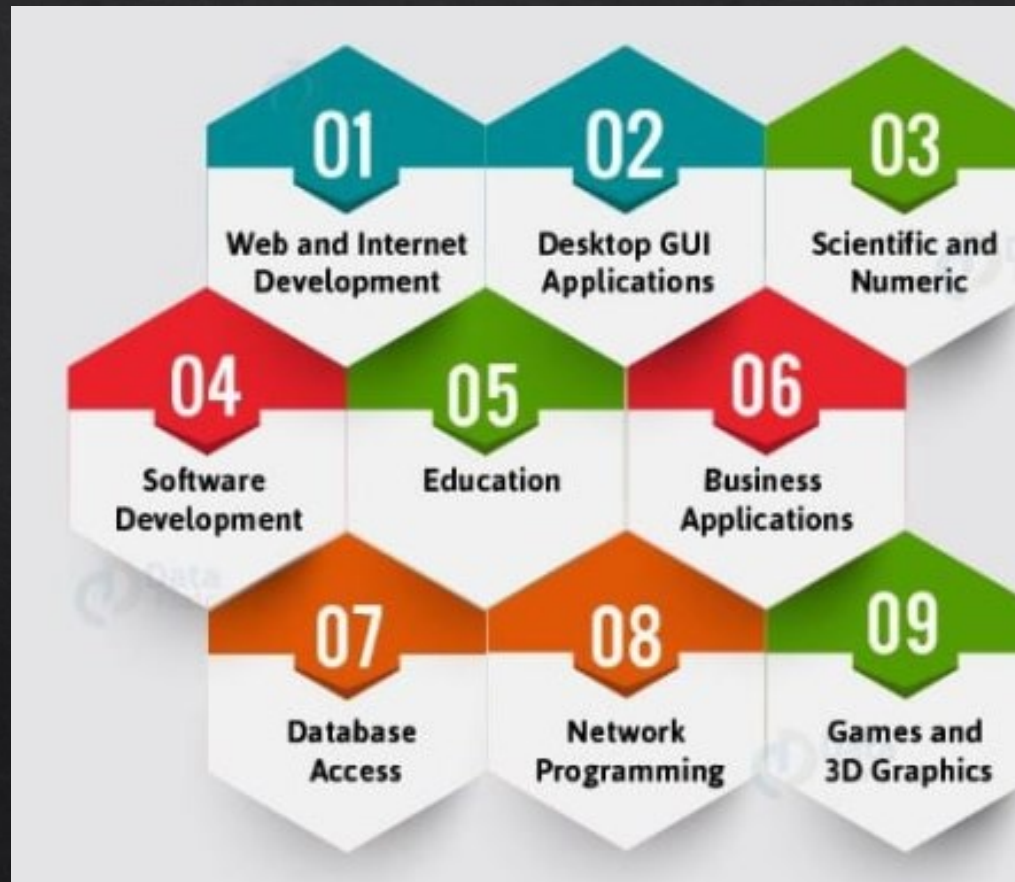 01
Web and Internet
Development
02
Desktop GUI
Applications
03
Scientific and
Numeric
04
Software
Development
05
Education
06
Business
Applications
07
Database
Access
08
Network
Programming
09
Games and
3D Graphics
Data